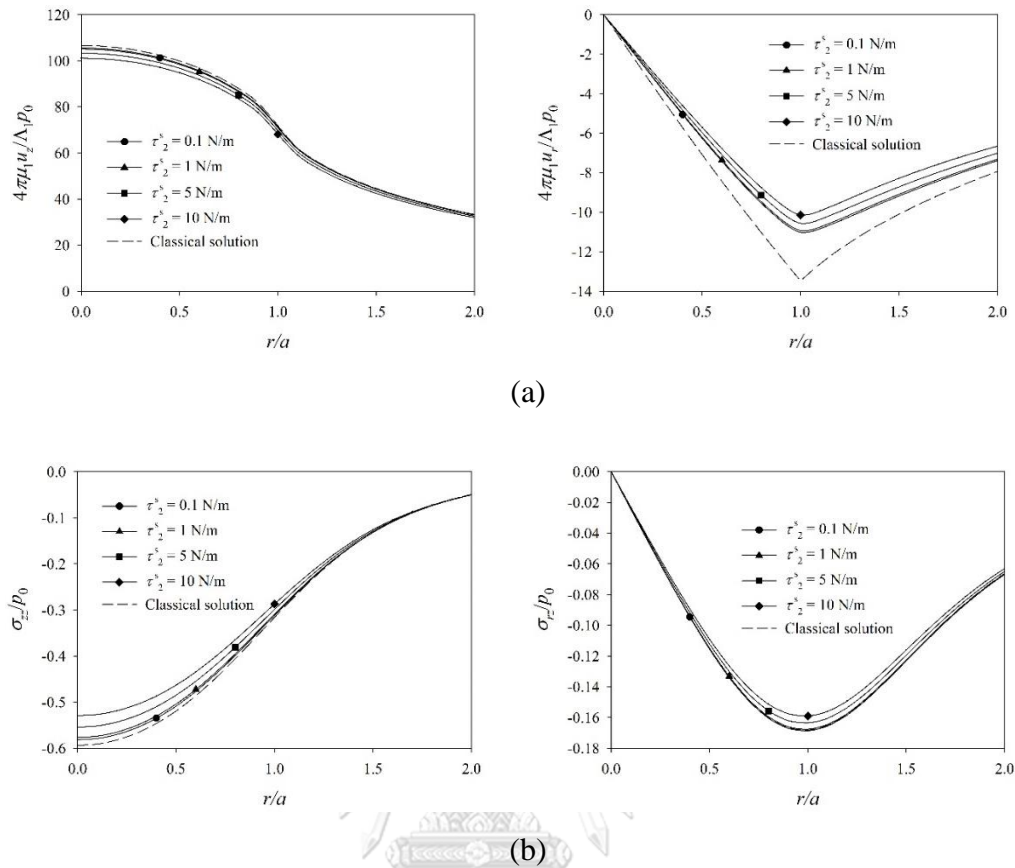 120
100
80
60
40
20
0
4πμ₁u_z/Λ₁p₀
τˢ₂ = 0.1 N/m
τˢ₂ = 1 N/m
τˢ₂ = 5 N/m
τˢ₂ = 10 N/m
Classical solution
0.0 0.5 1.0 1.5 2.0
r/a
0
-2
-4
-6
-8
-10
-12
-14
4πμ₁u_r/Λ₁p₀
τˢ₂ = 0.1 N/m
τˢ₂ = 1 N/m
τˢ₂ = 5 N/m
τˢ₂ = 10 N/m
Classical solution
0.0 0.5 1.0 1.5 2.0
r/a
(a)
0.0
-0.1
-0.2
-0.3
-0.4
-0.5
-0.6
σ_zz/p₀
τˢ₂ = 0.1 N/m
τˢ₂ = 1 N/m
τˢ₂ = 5 N/m
τˢ₂ = 10 N/m
Classical solution
0.0 0.5 1.0 1.5 2.0
r/a
0.00
-0.02
-0.04
-0.06
-0.08
-0.10
-0.12
-0.14
-0.16
-0.18
σ_rz/p₀
τˢ₂ = 0.1 N/m
τˢ₂ = 1 N/m
τˢ₂ = 5 N/m
τˢ₂ = 10 N/m
Classical solution
0.0 0.5 1.0 1.5 2.0
r/a
(b)